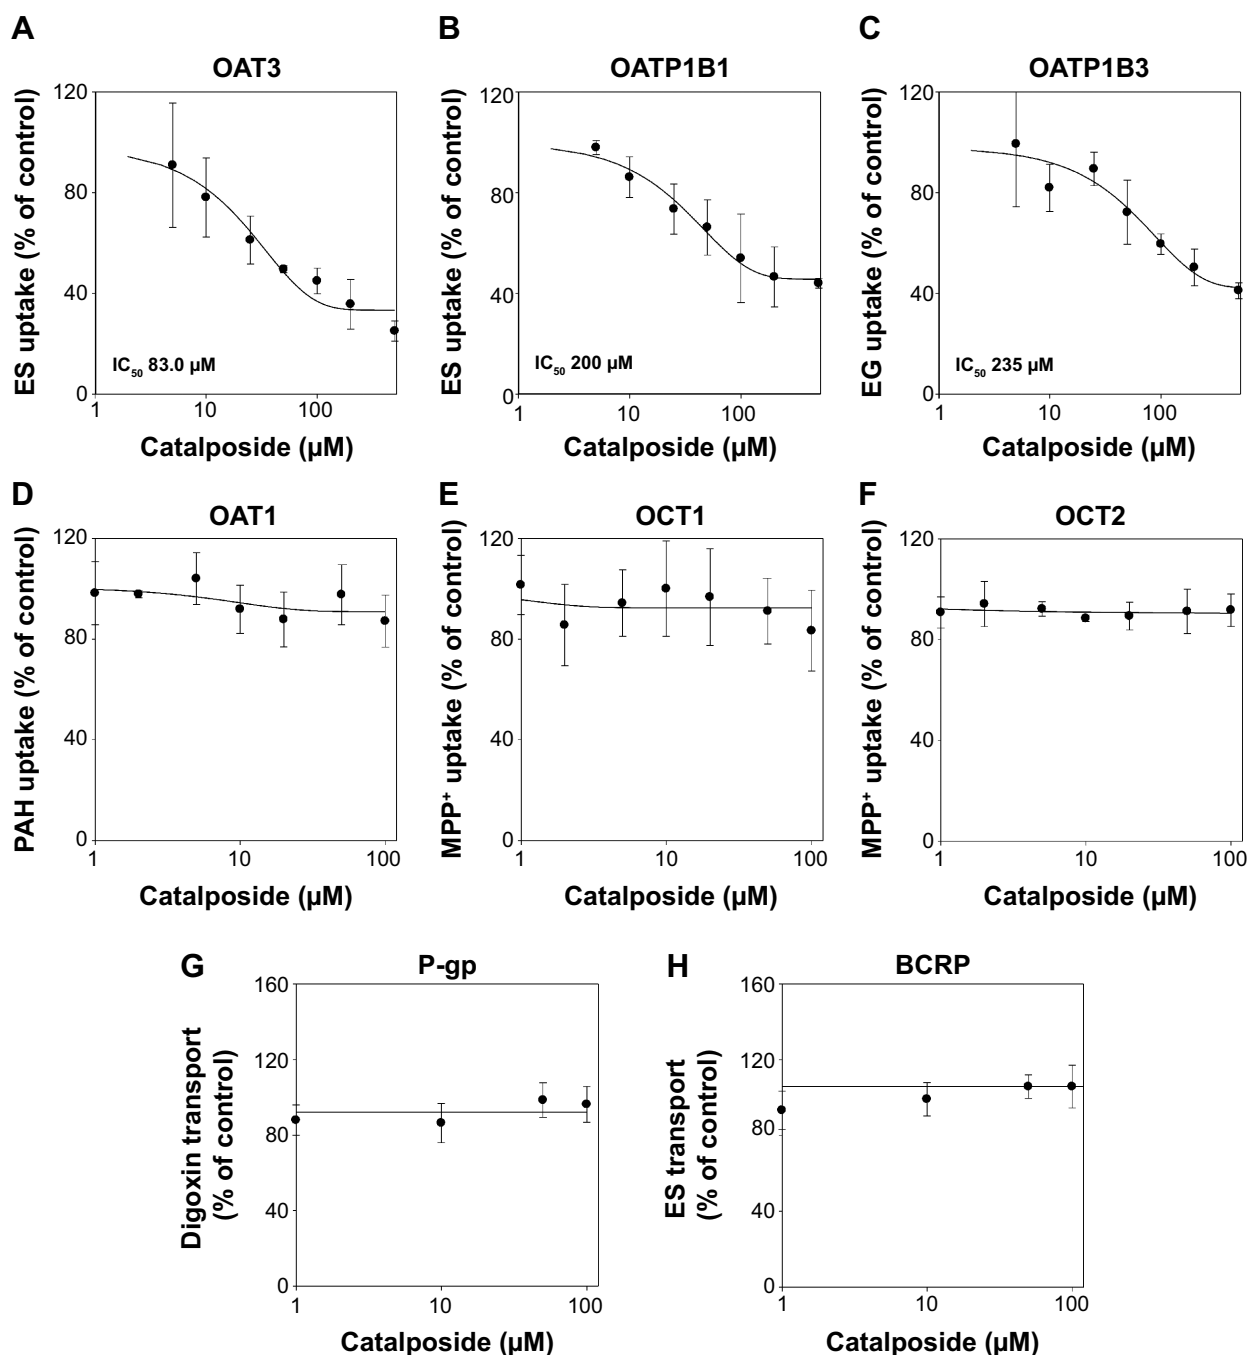 A
OAT3
ES uptake (% of control)
120
80
40
0
IC50 83.0 µM
1
10
100
Catalposide (µM)
B
OATP1B1
ES uptake (% of control)
120
80
40
0
IC50 200 µM
1
10
100
Catalposide (µM)
C
OATP1B3
EG uptake (% of control)
120
80
40
0
IC50 235 µM
1
10
100
Catalposide (µM)
D
OAT1
PAH uptake (% of control)
120
80
40
0
1
10
100
Catalposide (µM)
E
OCT1
MPP+ uptake (% of control)
120
80
40
0
1
10
100
Catalposide (µM)
F
OCT2
MPP+ uptake (% of control)
120
80
40
0
1
10
100
Catalposide (µM)
G
P-gp
Digoxin transport
(% of control)
160
120
80
40
0
1
10
100
Catalposide (µM)
H
BCRP
ES transport
(% of control)
160
120
80
40
0
1
10
100
Catalposide (µM)